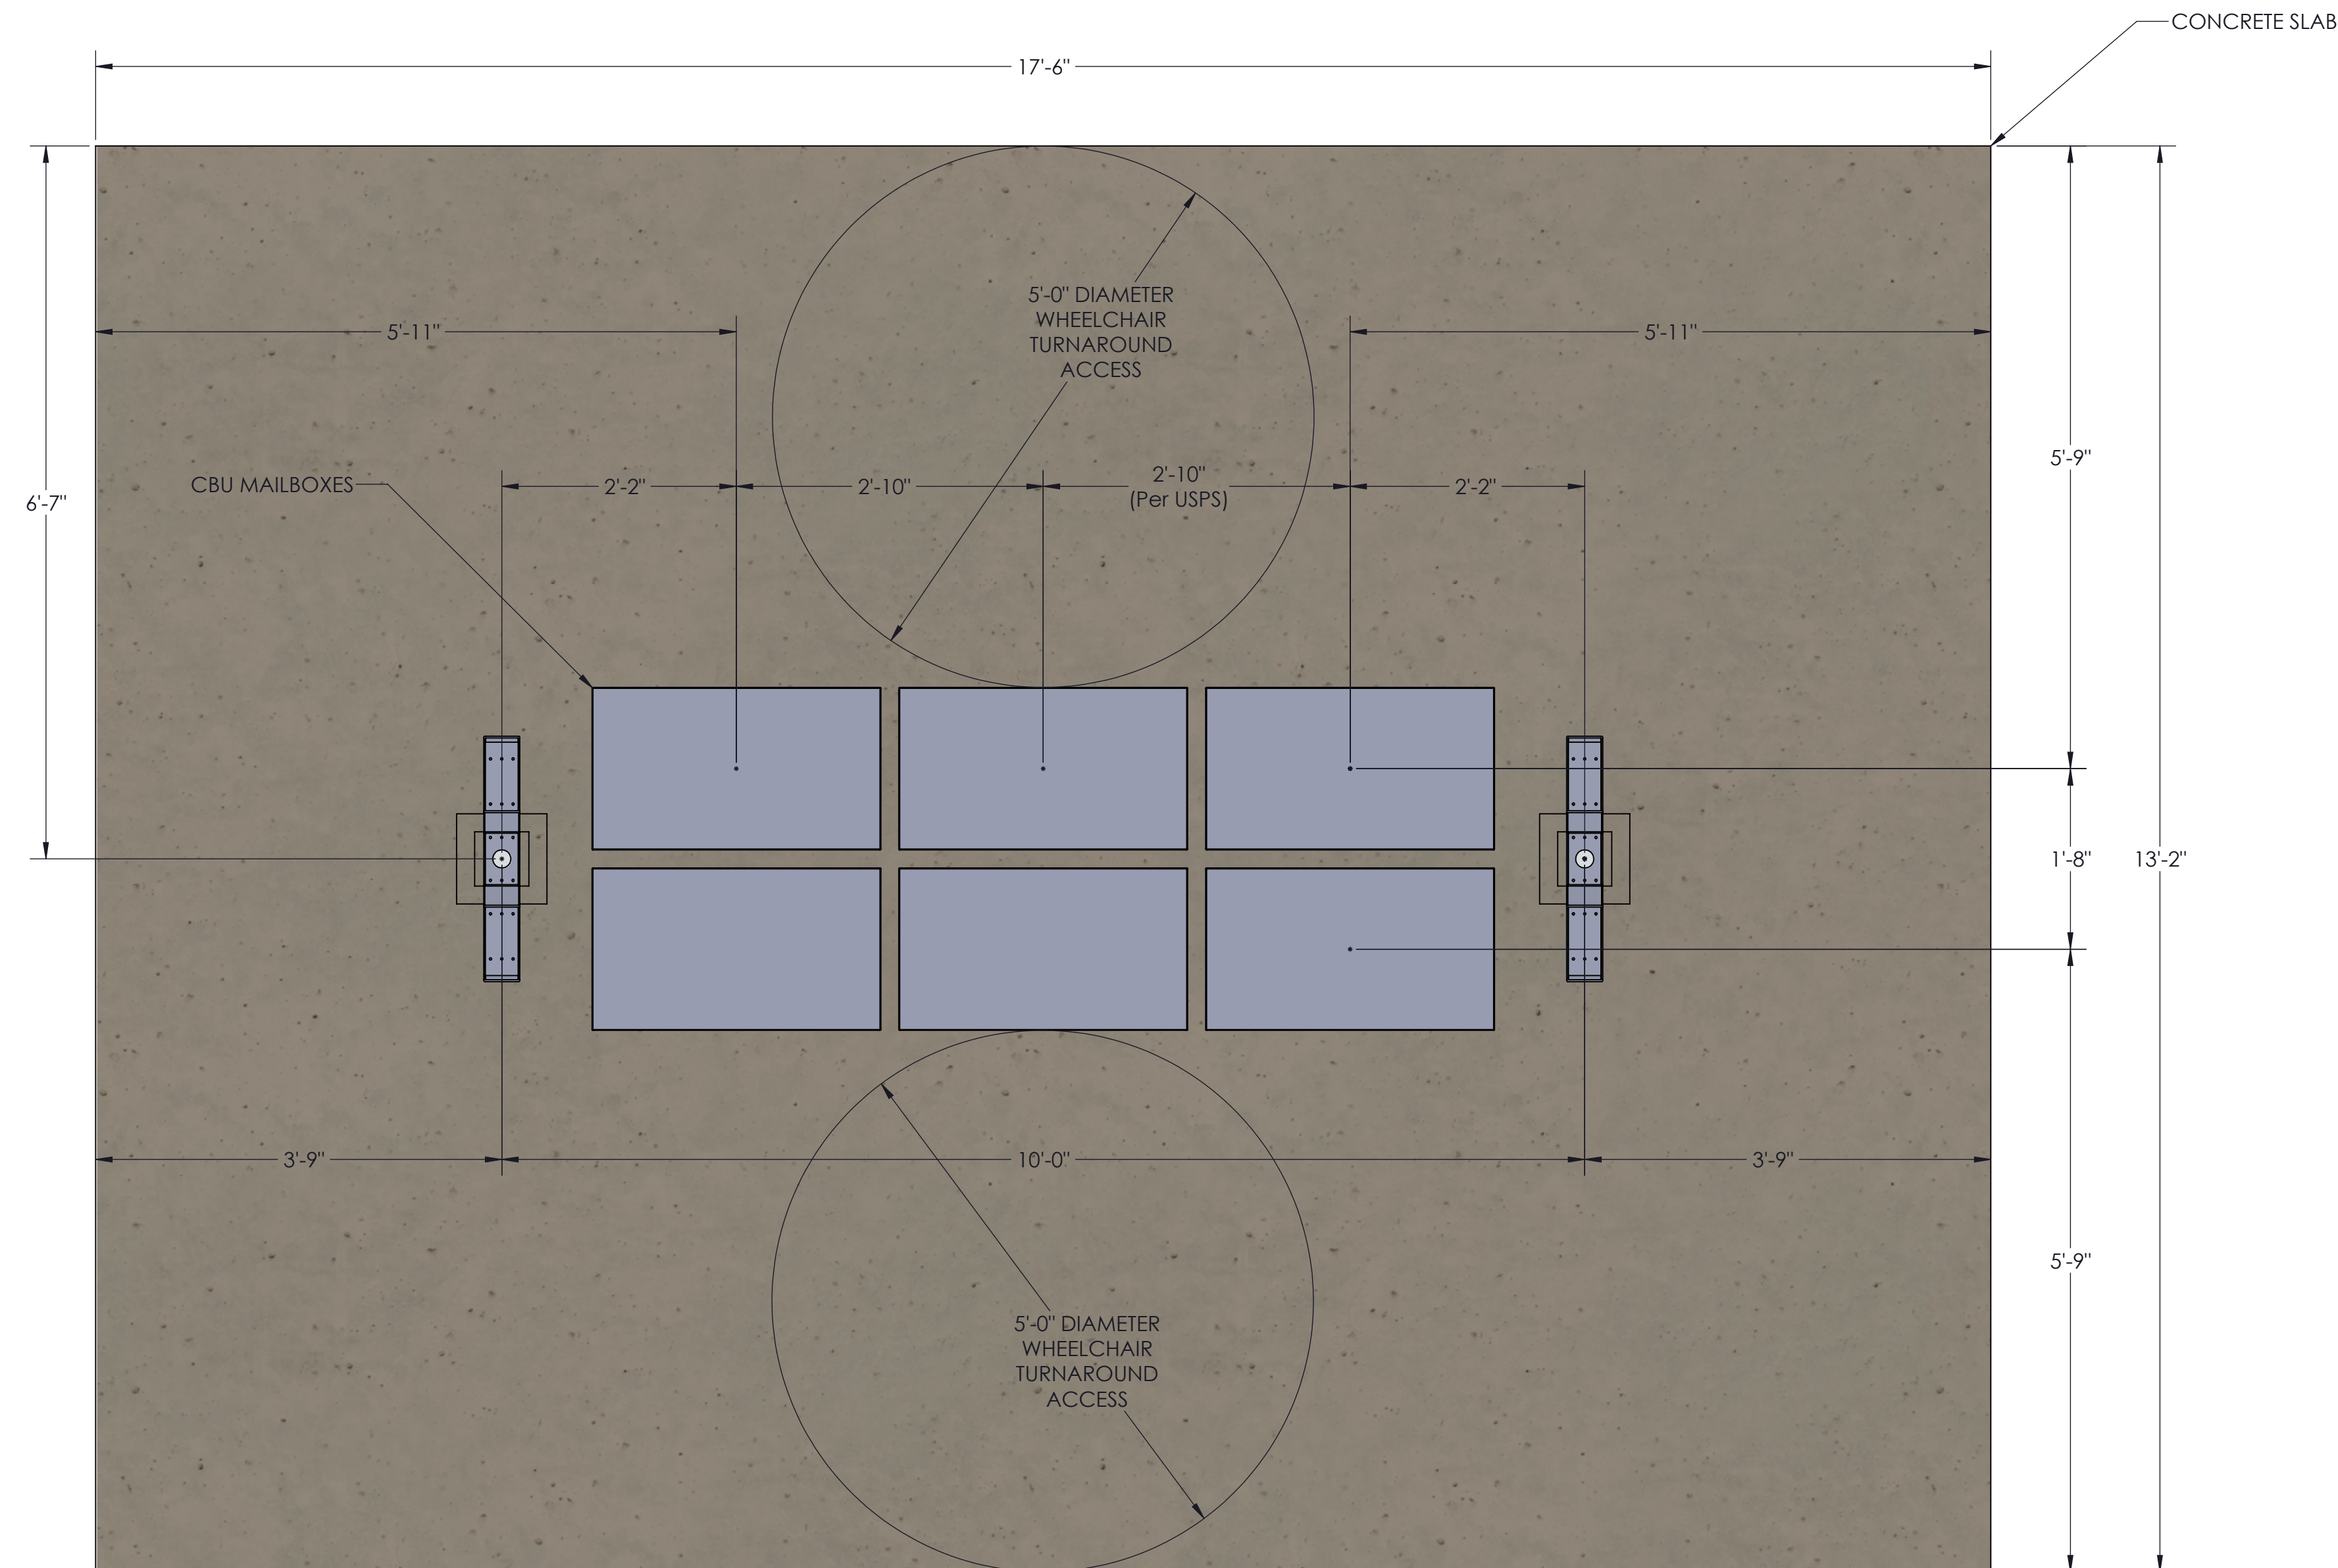 CONCRETE SLAB
17'-6"
5'-0" DIAMETER
WHEELCHAIR
TURNAROUND
ACCESS
5'-11"
5'-11"
5'-9"
CBU MAILBOXES
6'-7"
2'-2"
2'-10"
2'-10"
(Per USPS)
2'-2"
1'-8"
13'-2"
3'-9"
10'-0"
3'-9"
5'-9"
5'-0" DIAMETER
WHEELCHAIR
TURNAROUND
ACCESS